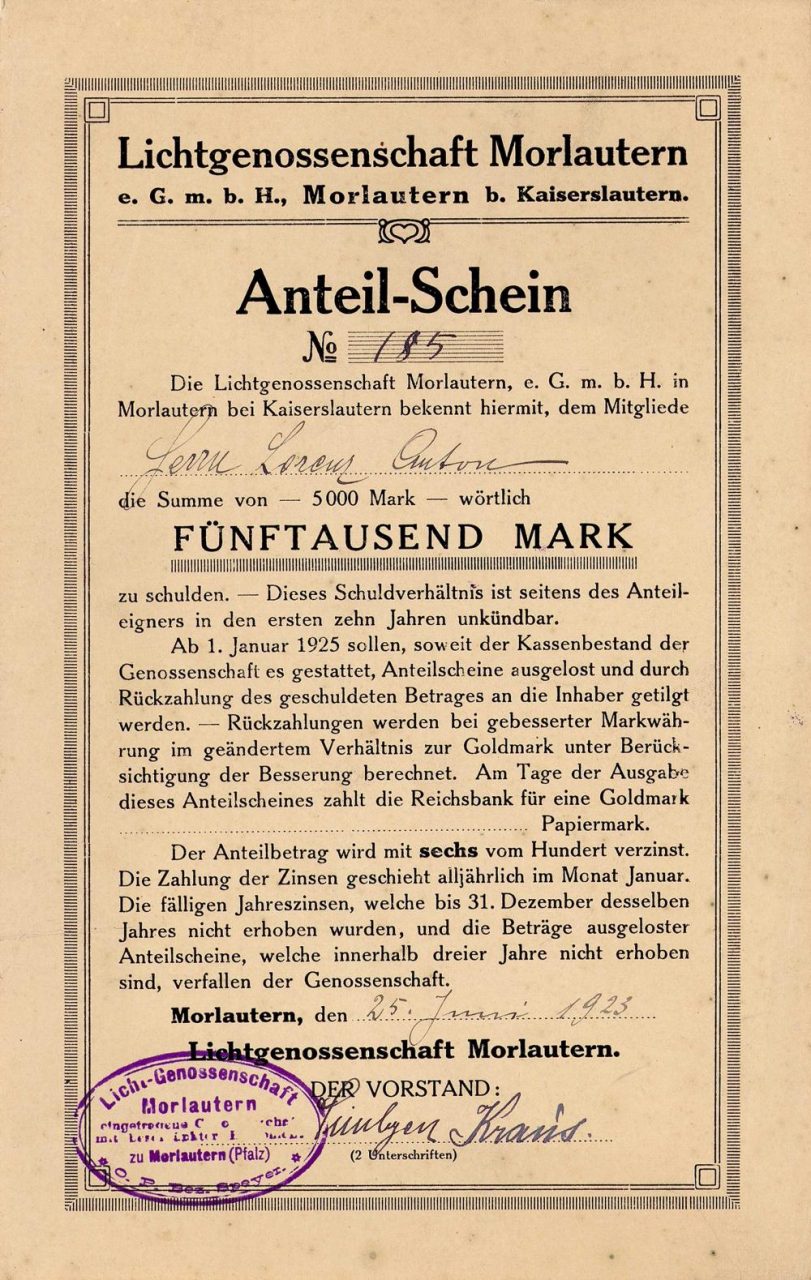 Lichtgenossenschaft Morlautern
e. G. m. b. H., Morlautern b. Kaiserslautern.
Anteil-Schein
No 185
Die Lichtgenossenschaft Morlautern, e. G. m. b. H. in
Morlautern bei Kaiserslautern bekennt hiermit, dem Mitgliede
Herrn Lorenz Anton
die Summe von — 5000 Mark — wörtlich
FÜNFTAUSEND MARK
zu schulden. — Dieses Schuldverhältnis ist seitens des Anteil-
eigners in den ersten zehn Jahren unkündbar.
Ab 1. Januar 1925 sollen, soweit der Kassenbestand der
Genossenschaft es gestattet, Anteilscheine ausgelost und durch
Rückzahlung des geschuldeten Betrages an die Inhaber getilgt
werden. — Rückzahlungen werden bei gebesserter Markwäh-
rung im geändertem Verhältnis zur Goldmark unter Berück-
sichtigung der Besserung berechnet. Am Tage der Ausgabe
dieses Anteilscheines zahlt die Reichsbank für eine Goldmark
Papiermark.
Der Anteilbetrag wird mit sechs vom Hundert verzinst.
Die Zahlung der Zinsen geschieht alljährlich im Monat Januar.
Die fälligen Jahreszinsen, welche bis 31. Dezember desselben
Jahres nicht erhoben wurden, und die Beträge ausgeloster
Anteilscheine, welche innerhalb dreier Jahre nicht erhoben
sind, verfallen der Genossenschaft.
Morlautern, den 25. Juni 1923
Lichtgenossenschaft Morlautern.
DER VORSTAND:
Kraus.
(2 Unterschriften)
Licht-Genossenschaft
Morlautern
zu Morlautern (Pfalz)
O. P. Bez. Speyer.